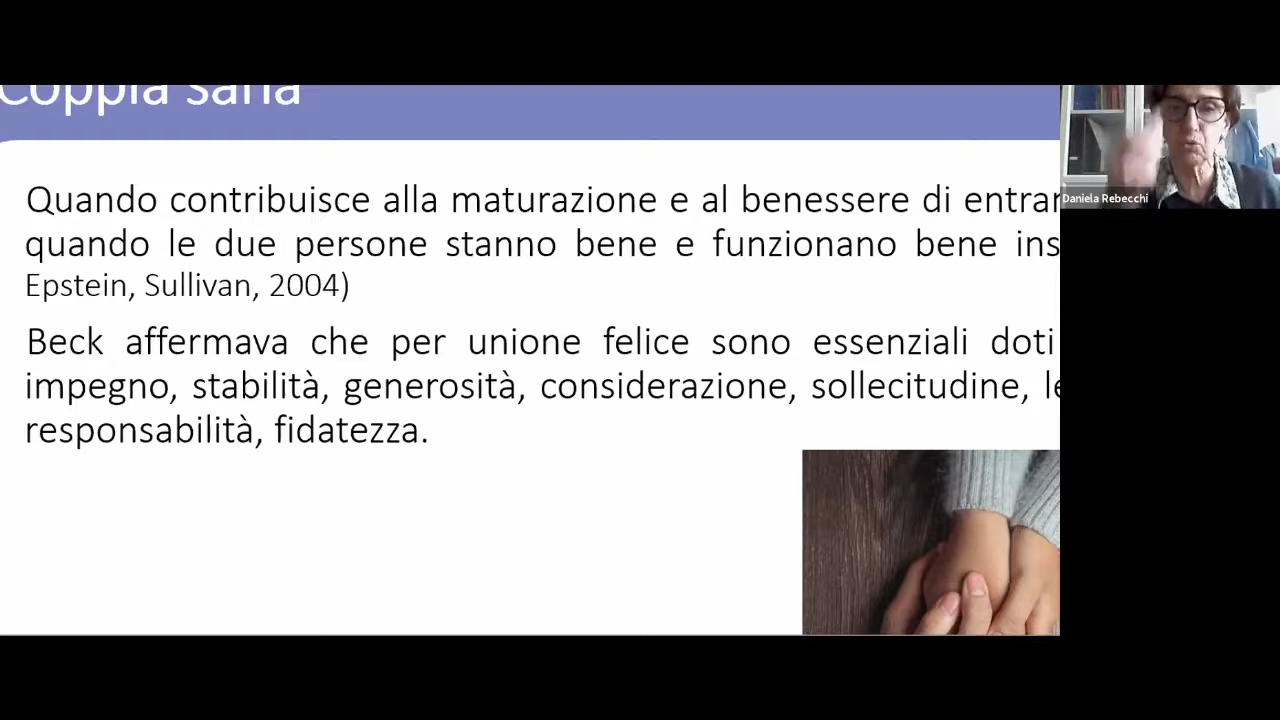 Coppia sana
Quando contribuisce alla maturazione e al benessere di entram
quando le due persone stanno bene e funzionano bene ins
Epstein, Sullivan, 2004)
Beck affermava che per unione felice sono essenziali doti
impegno, stabilità, generosità, considerazione, sollecitudine, le
responsabilità, fidatezza.
Daniela Rebecchi